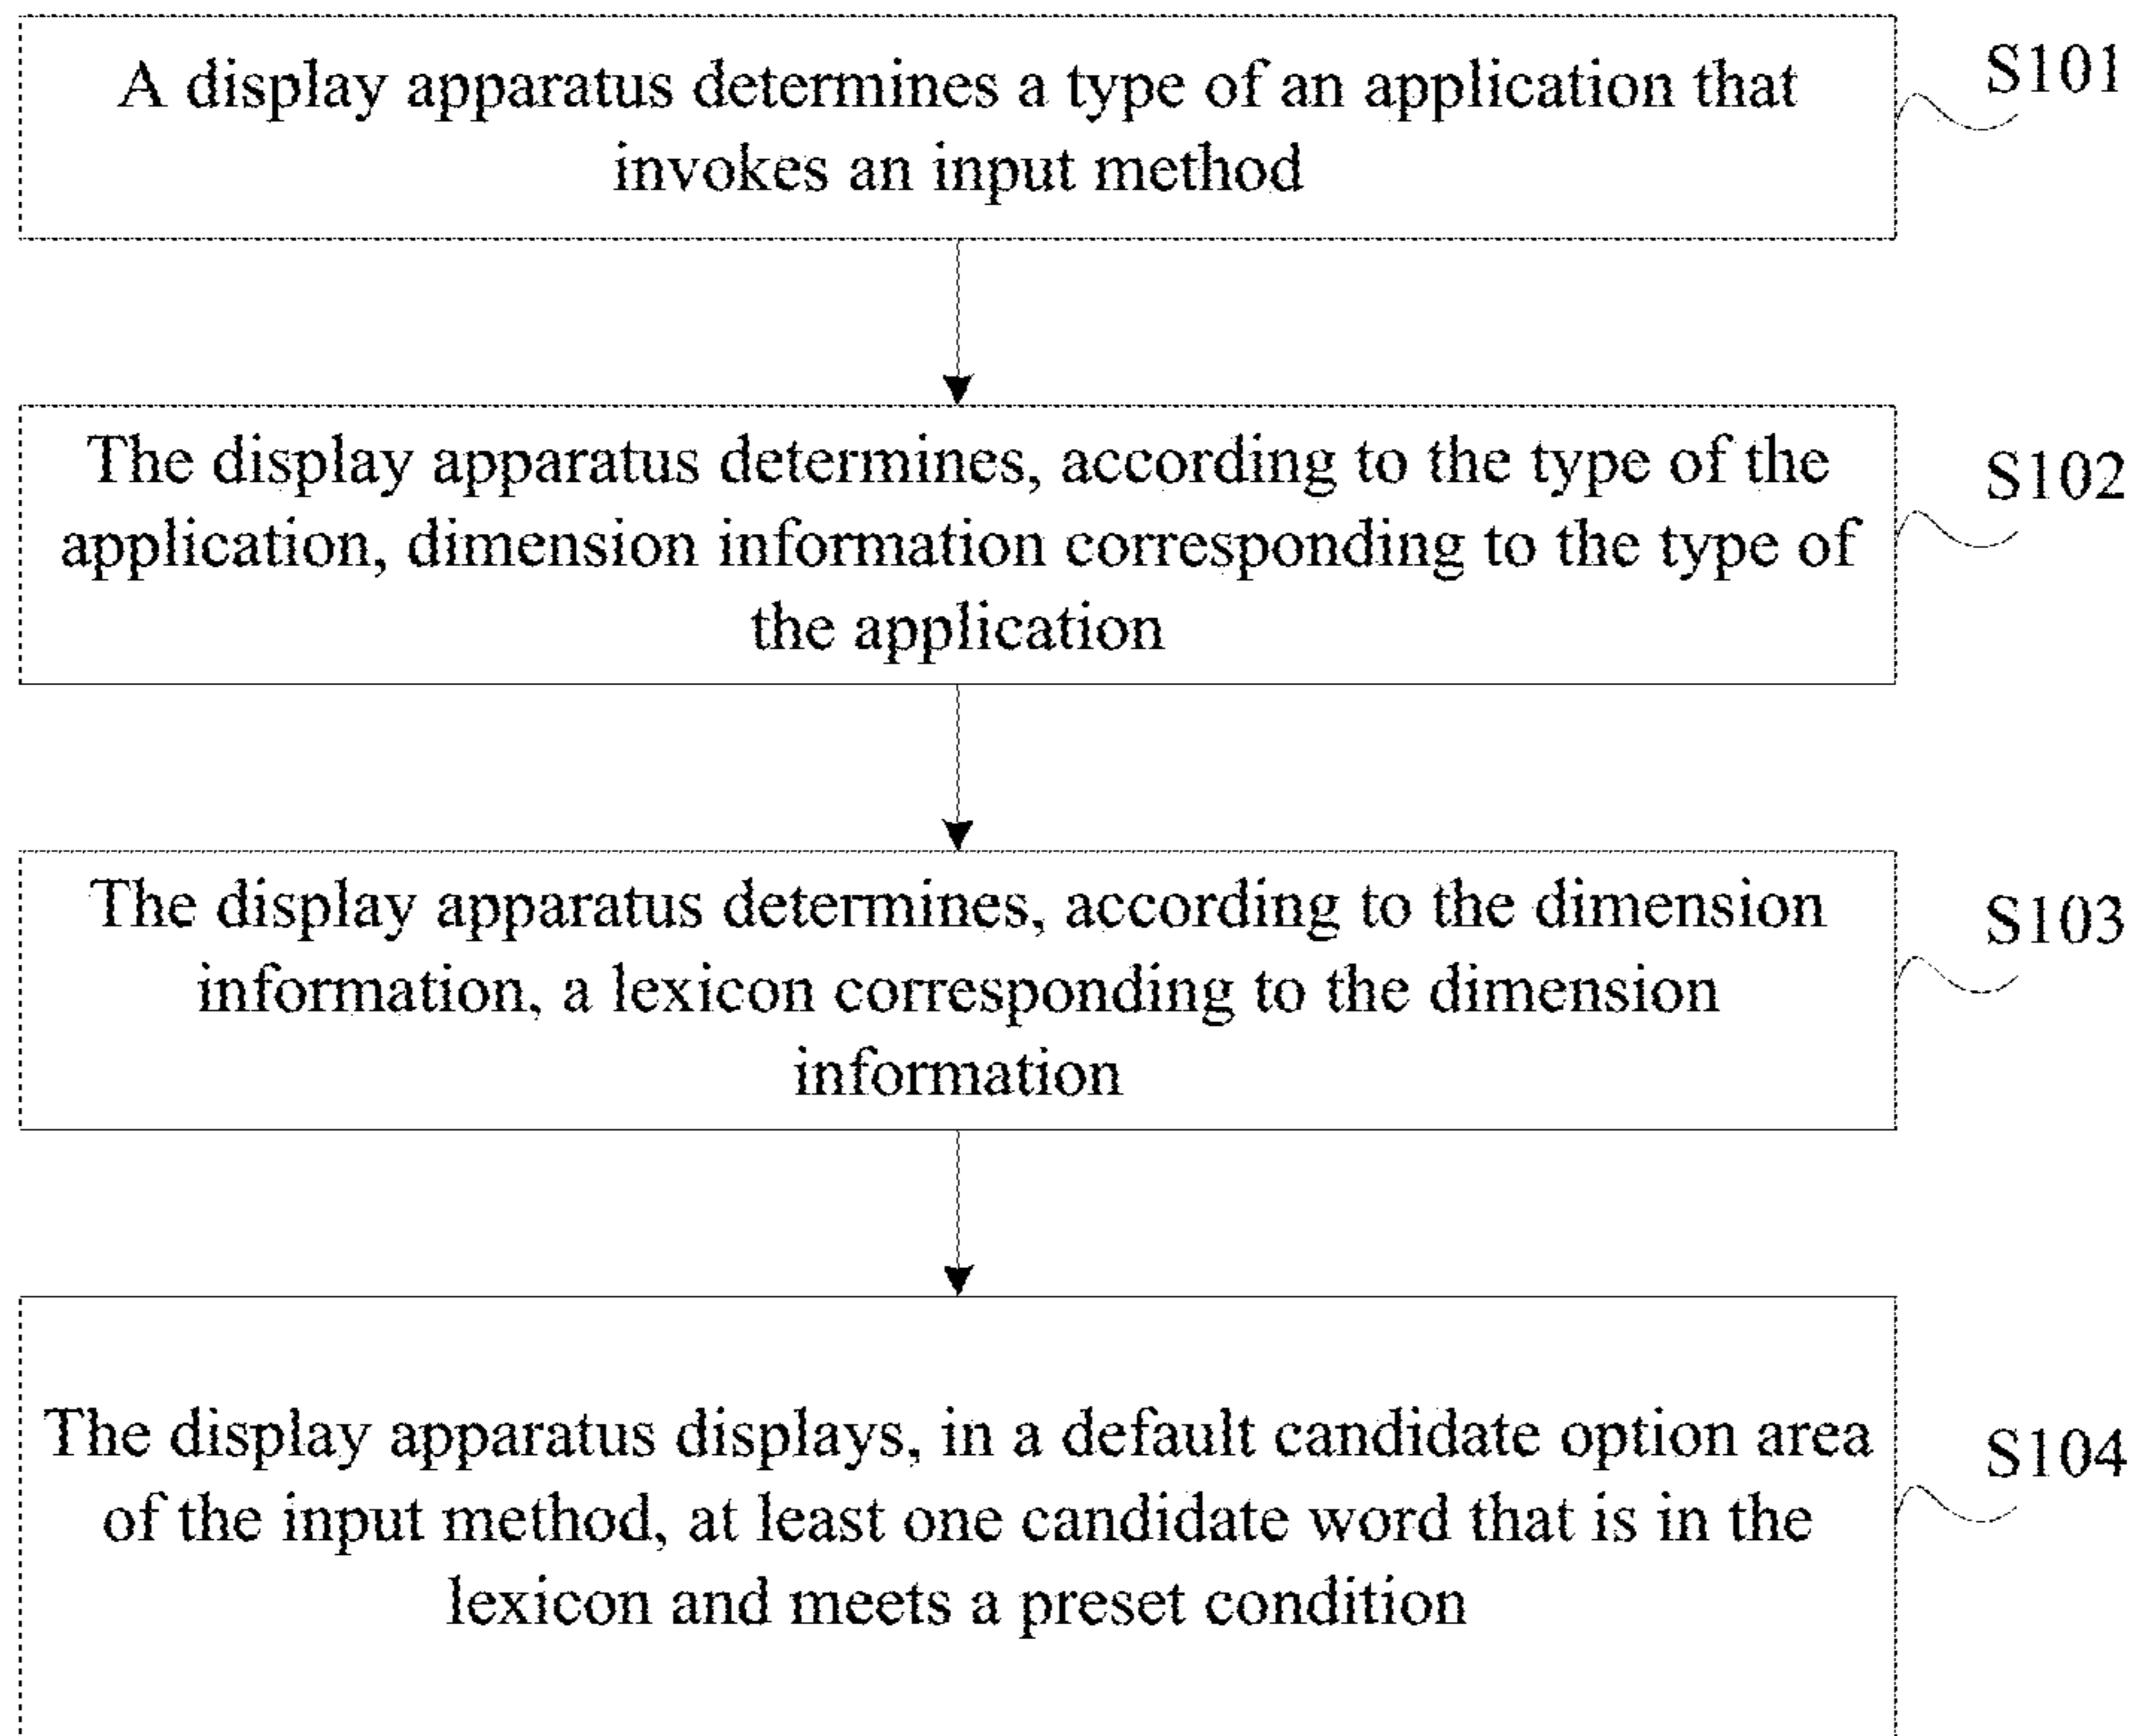 A display apparatus determines a type of an application that
invokes an input method
S101
The display apparatus determines, according to the type of the
application, dimension information corresponding to the type of
the application
S102
The display apparatus determines, according to the dimension
information, a lexicon corresponding to the dimension
information
S103
The display apparatus displays, in a default candidate option area
of the input method, at least one candidate word that is in the
lexicon and meets a preset condition
S104